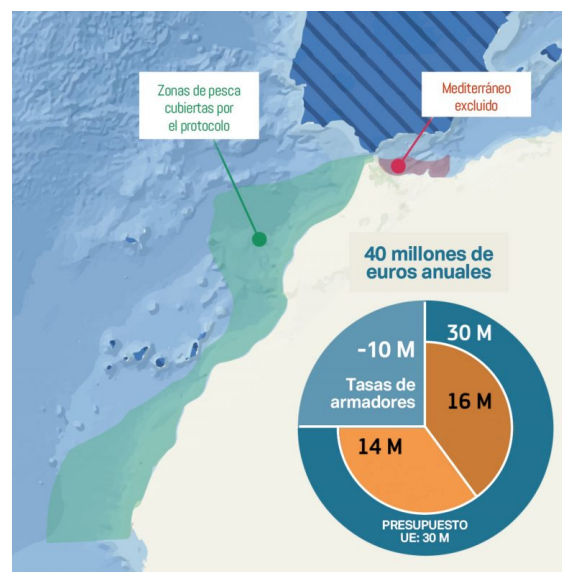 Zonas de pesca
cubiertas por
el protocolo
Mediterráneo
excluido
40 millones de
euros anuales
-10 M
Tasas de
armadores
30 M
16 M
14 M
PRESUPUESTO
UE: 30 M